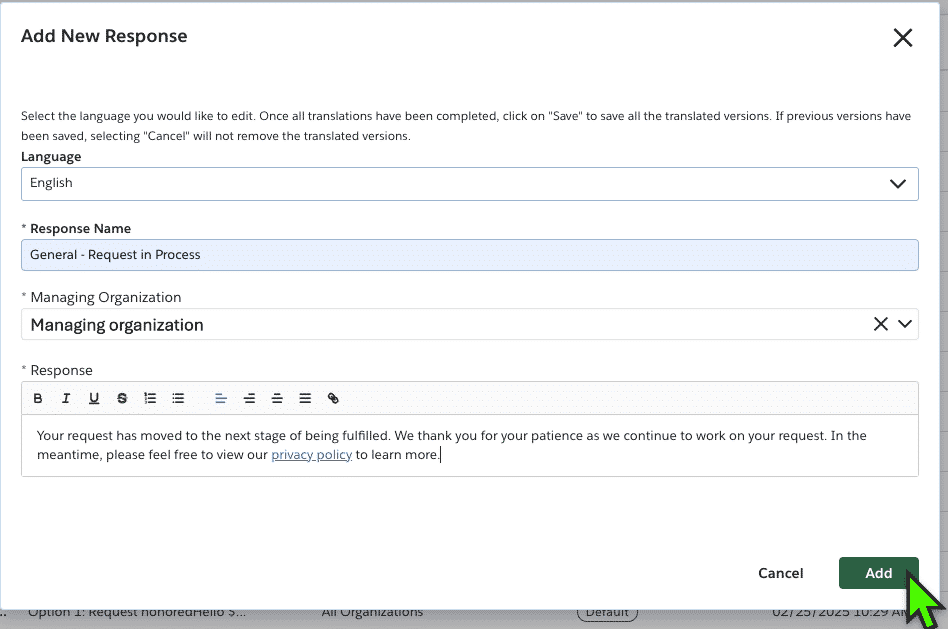 Add New Response
Select the language you would like to edit. Once all translations have been completed, click on "Save" to save all the translated versions. If previous versions have
been saved, selecting "Cancel" will not remove the translated versions.
Language
English
* Response Name
General - Request in Process
* Managing Organization
Managing organization
* Response
B I U S
Your request has moved to the next stage of being fulfilled. We thank you for your patience as we continue to work on your request. In the
meantime, please feel free to view our privacy policy to learn more.
Cancel Add
Option 1: Request honoredHello $... All Organizations Default 02/25/2025 10:29 AM